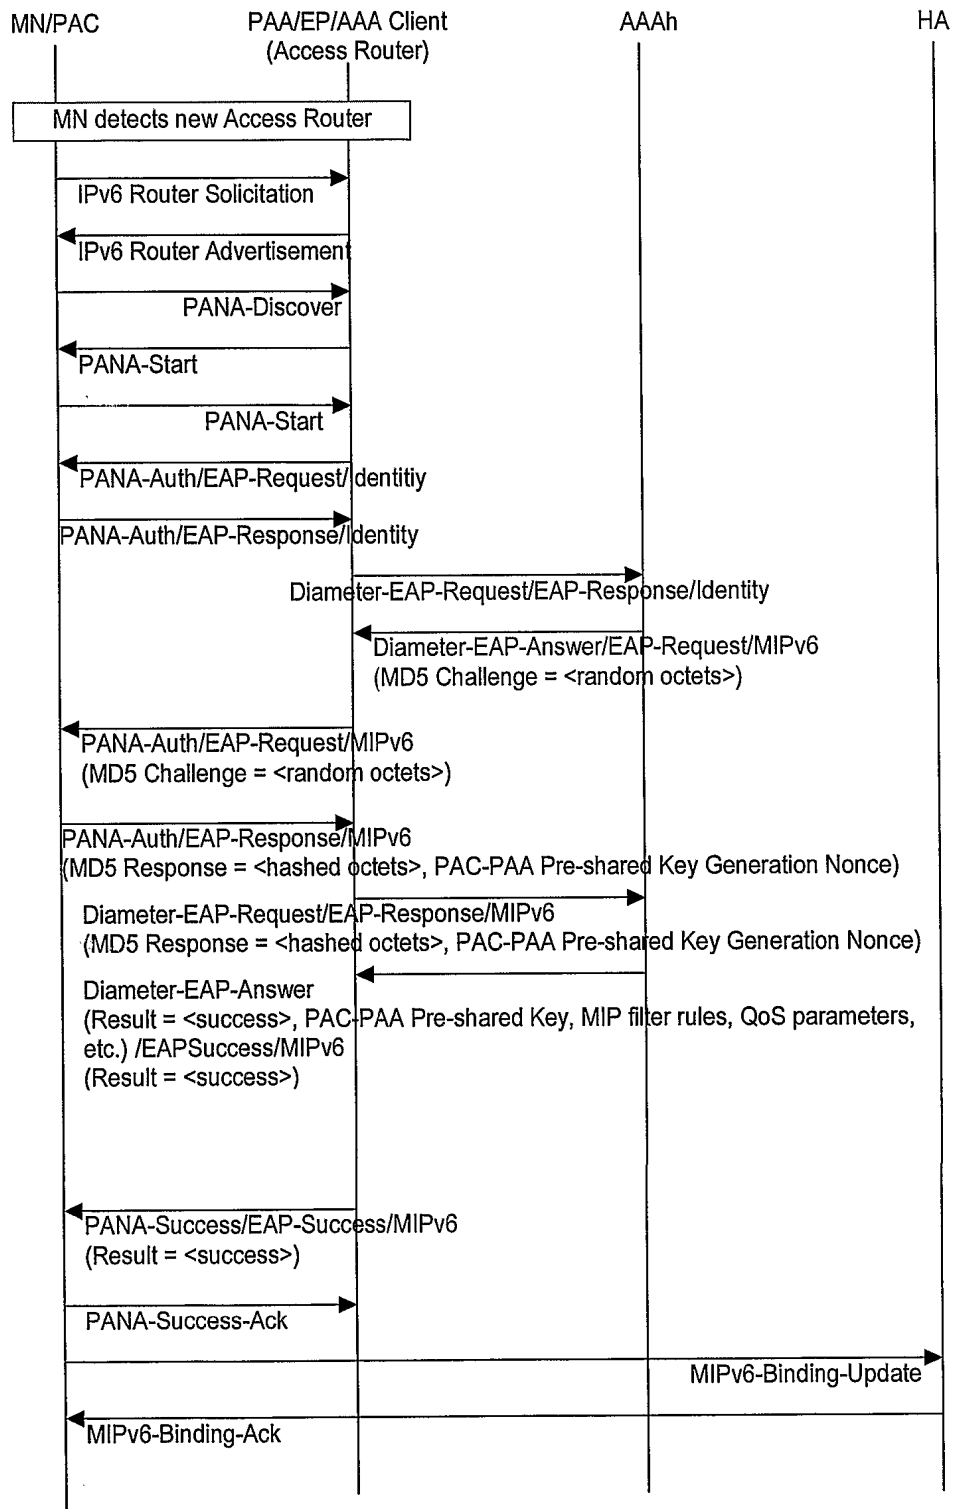 MN/PAC
PAA/EP/AAA Client
(Access Router)
AAAh
HA
MN detects new Access Router
IPv6 Router Solicitation
IPv6 Router Advertisement
PANA-Discover
PANA-Start
PANA-Start
PANA-Auth/EAP-Request/Identitiy
PANA-Auth/EAP-Response/Identity
Diameter-EAP-Request/EAP-Response/Identity
Diameter-EAP-Answer/EAP-Request/MIPv6
(MD5 Challenge = <random octets>)
PANA-Auth/EAP-Request/MIPv6
(MD5 Challenge = <random octets>)
PANA-Auth/EAP-Response/MIPv6
(MD5 Response = <hashed octets>, PAC-PAA Pre-shared Key Generation Nonce)
Diameter-EAP-Request/EAP-Response/MIPv6
(MD5 Response = <hashed octets>, PAC-PAA Pre-shared Key Generation Nonce)
Diameter-EAP-Answer
(Result = <success>, PAC-PAA Pre-shared Key, MIP filter rules, QoS parameters,
etc.) /EAPSuccess/MIPv6
(Result = <success>)
PANA-Success/EAP-Success/MIPv6
(Result = <success>)
PANA-Success-Ack
MIPv6-Binding-Update
MIPv6-Binding-Ack